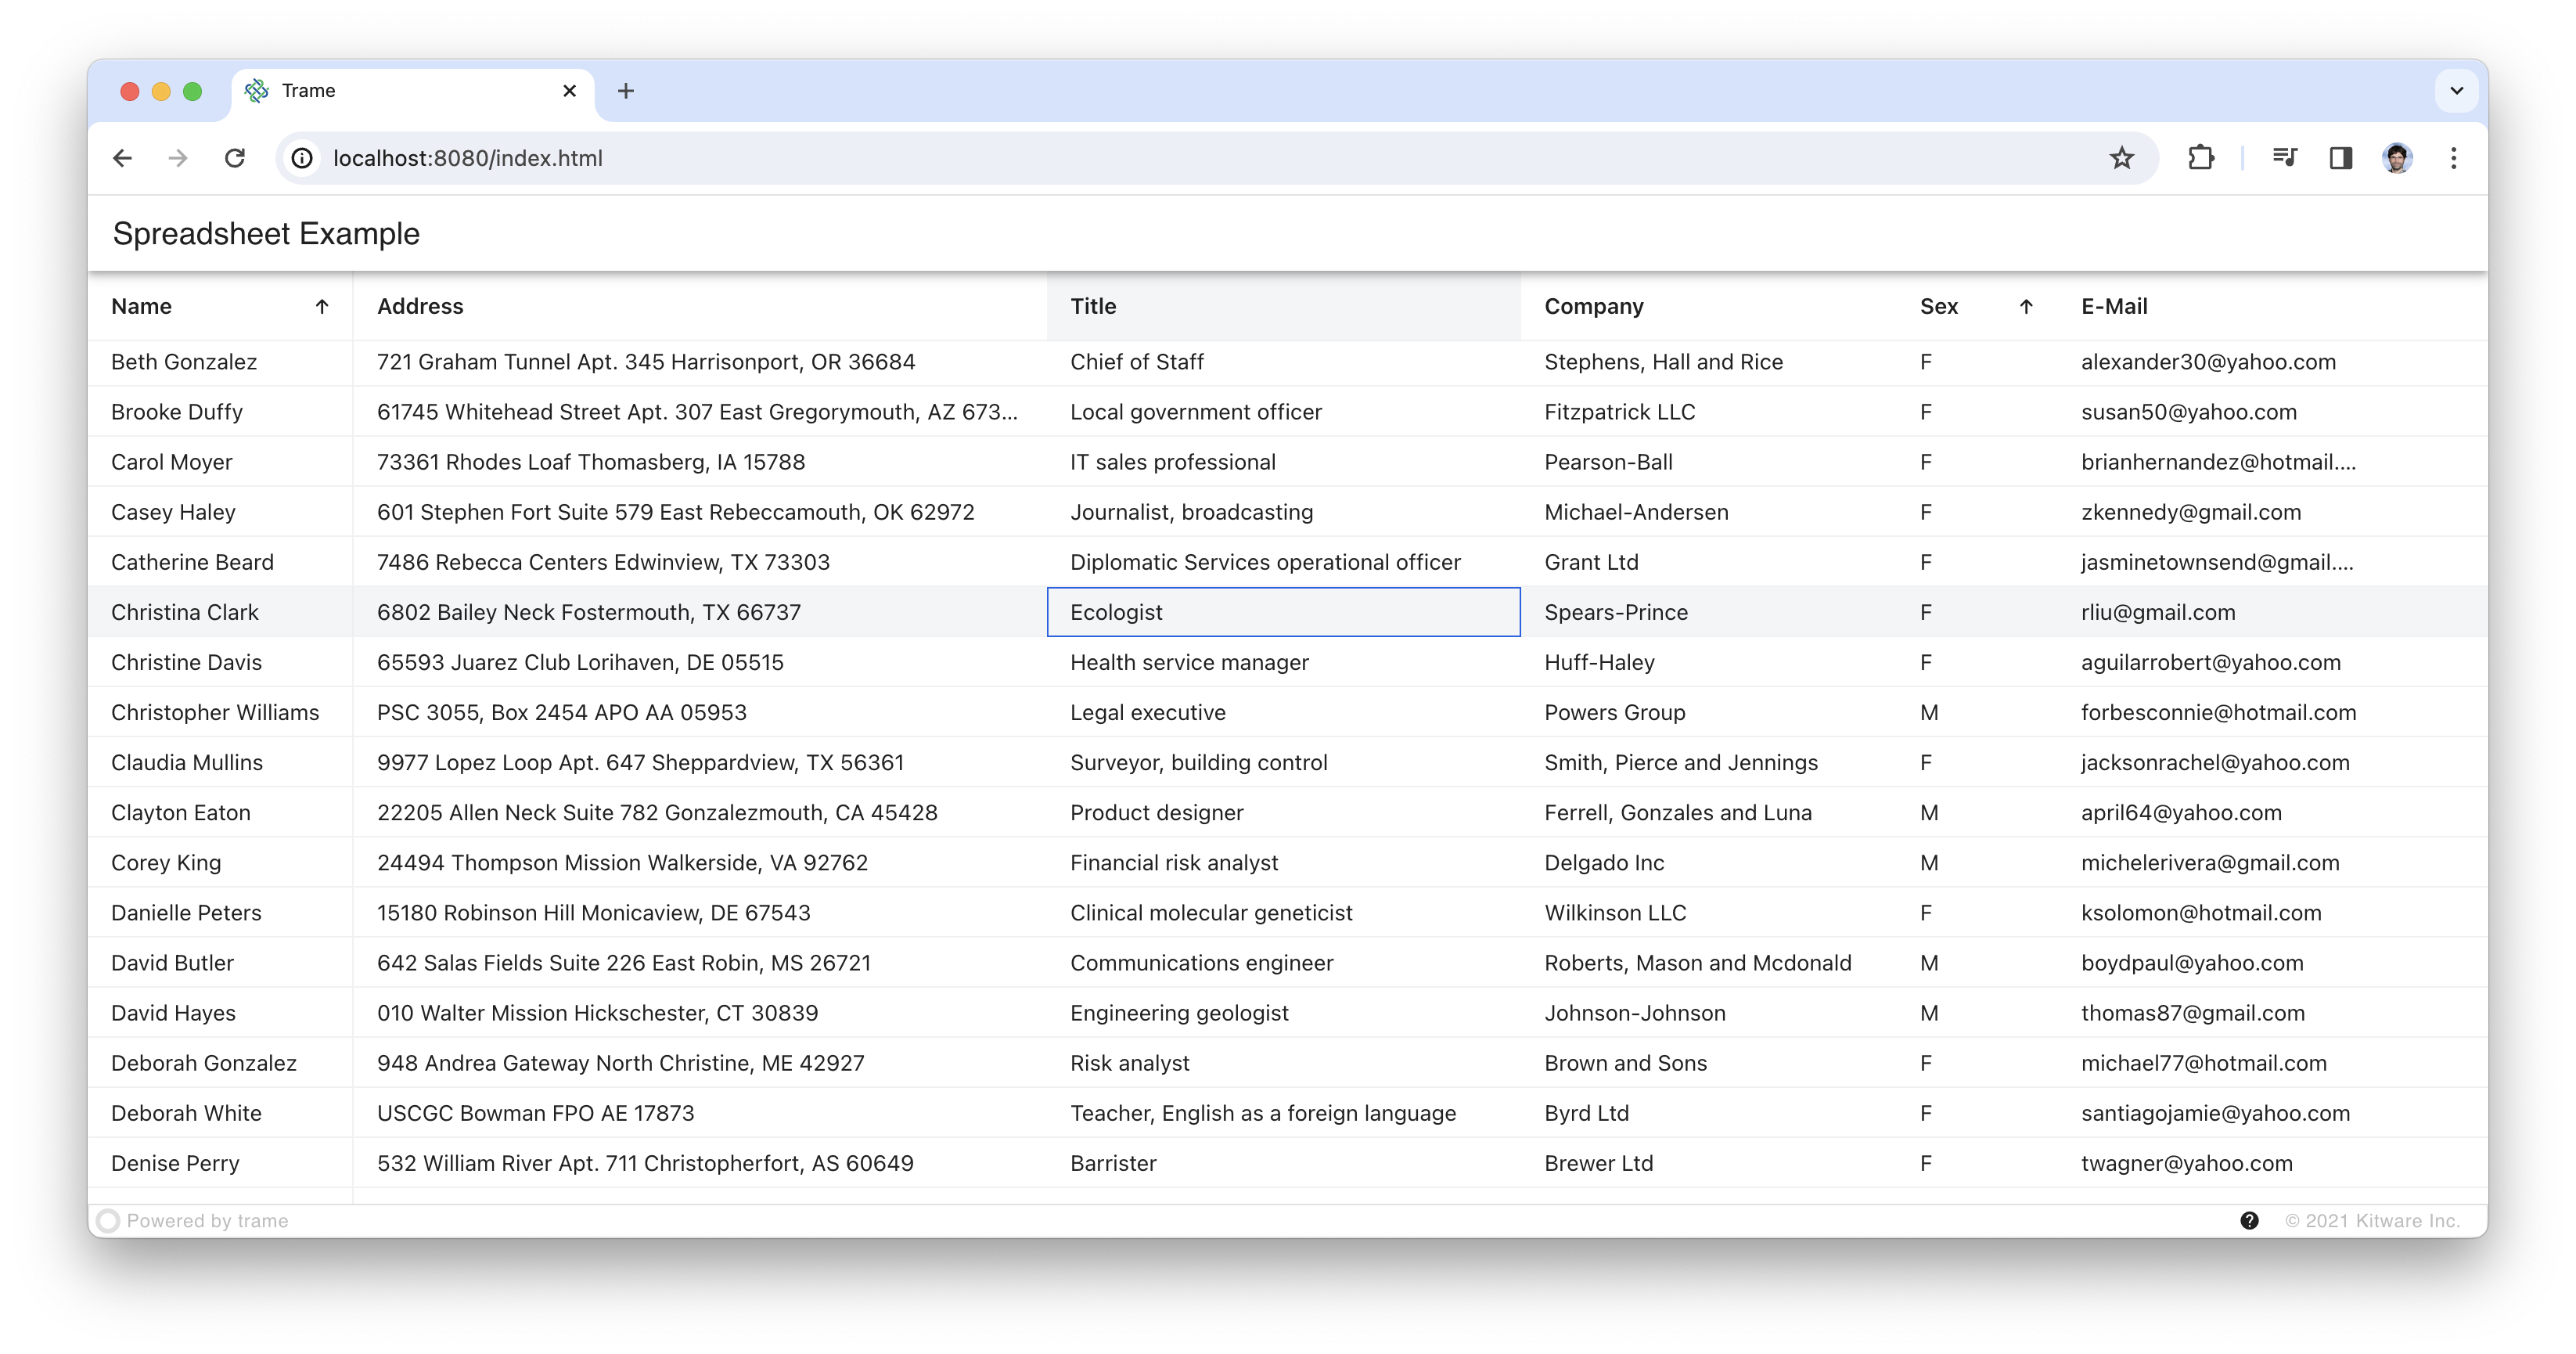 Trame
localhost:8080/index.html
Spreadsheet Example
Name Address Title Company Sex E-Mail
Beth Gonzalez 721 Graham Tunnel Apt. 345 Harrisonport, OR 36684 Chief of Staff Stephens, Hall and Rice F alexander30@yahoo.com
Brooke Duffy 61745 Whitehead Street Apt. 307 East Gregorymouth, AZ 673... Local government officer Fitzpatrick LLC F susan50@yahoo.com
Carol Moyer 73361 Rhodes Loaf Thomasberg, IA 15788 IT sales professional Pearson-Ball F brianhernandez@hotmail....
Casey Haley 601 Stephen Fort Suite 579 East Rebeccamouth, OK 62972 Journalist, broadcasting Michael-Andersen F zkennedy@gmail.com
Catherine Beard 7486 Rebecca Centers Edwinview, TX 73303 Diplomatic Services operational officer Grant Ltd F jasminetownsend@gmail....
Christina Clark 6802 Bailey Neck Fostermouth, TX 66737 Ecologist Spears-Prince F rliu@gmail.com
Christine Davis 65593 Juarez Club Lorihaven, DE 05515 Health service manager Huff-Haley F aguilarrobert@yahoo.com
Christopher Williams PSC 3055, Box 2454 APO AA 05953 Legal executive Powers Group M forbesconnie@hotmail.com
Claudia Mullins 9977 Lopez Loop Apt. 647 Sheppardview, TX 56361 Surveyor, building control Smith, Pierce and Jennings F jacksonrachel@yahoo.com
Clayton Eaton 22205 Allen Neck Suite 782 Gonzalezmouth, CA 45428 Product designer Ferrell, Gonzales and Luna M april64@yahoo.com
Corey King 24494 Thompson Mission Walkerside, VA 92762 Financial risk analyst Delgado Inc M michelerivera@gmail.com
Danielle Peters 15180 Robinson Hill Monicaview, DE 67543 Clinical molecular geneticist Wilkinson LLC F ksolomon@hotmail.com
David Butler 642 Salas Fields Suite 226 East Robin, MS 26721 Communications engineer Roberts, Mason and Mcdonald M boydpaul@yahoo.com
David Hayes 010 Walter Mission Hickschester, CT 30839 Engineering geologist Johnson-Johnson M thomas87@gmail.com
Deborah Gonzalez 948 Andrea Gateway North Christine, ME 42927 Risk analyst Brown and Sons F michael77@hotmail.com
Deborah White USCGC Bowman FPO AE 17873 Teacher, English as a foreign language Byrd Ltd F santiagojamie@yahoo.com
Denise Perry 532 William River Apt. 711 Christopherfort, AS 60649 Barrister Brewer Ltd F twagner@yahoo.com
Powered by trame © 2021 Kitware Inc.